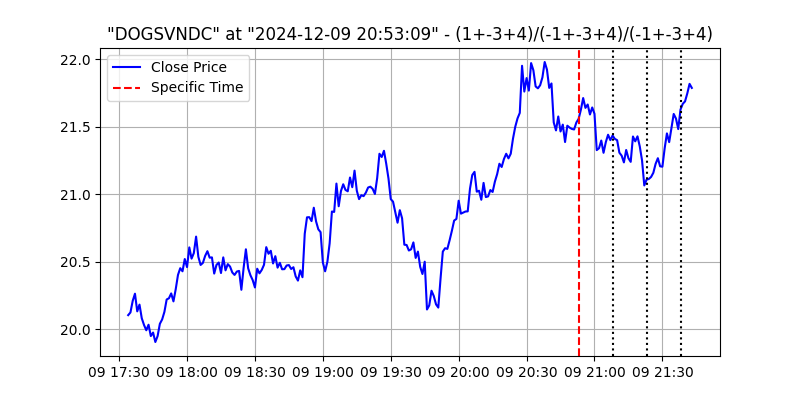 "DOGSVNDC" at "2024-12-09 20:53:09" - (1+-3+4)/(-1+-3+4)/(-1+-3+4)
Close Price
Specific Time
22.0
21.5
21.0
20.5
20.0
09 17:30 09 18:00 09 18:30 09 19:00 09 19:30 09 20:00 09 20:30 09 21:00 09 21:30